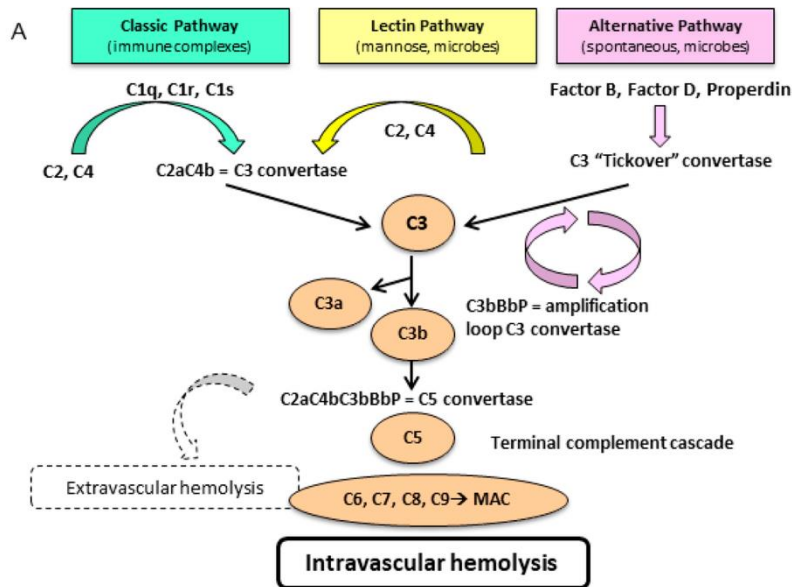 A
Classic Pathway
(immune complexes)
Lectin Pathway
(mannose, microbes)
Alternative Pathway
(spontaneous, microbes)
C1q, C1r, C1s
C2, C4
C2aC4b = C3 convertase
C2, C4
Factor B, Factor D, Properdin
C3 “Tickover” convertase
C3
C3a
C3b
C3bBbP = amplification
loop C3 convertase
C2aC4bC3bBbP = C5 convertase
C5
Terminal complement cascade
Extravascular hemolysis
C6, C7, C8, C9→ MAC
Intravascular hemolysis